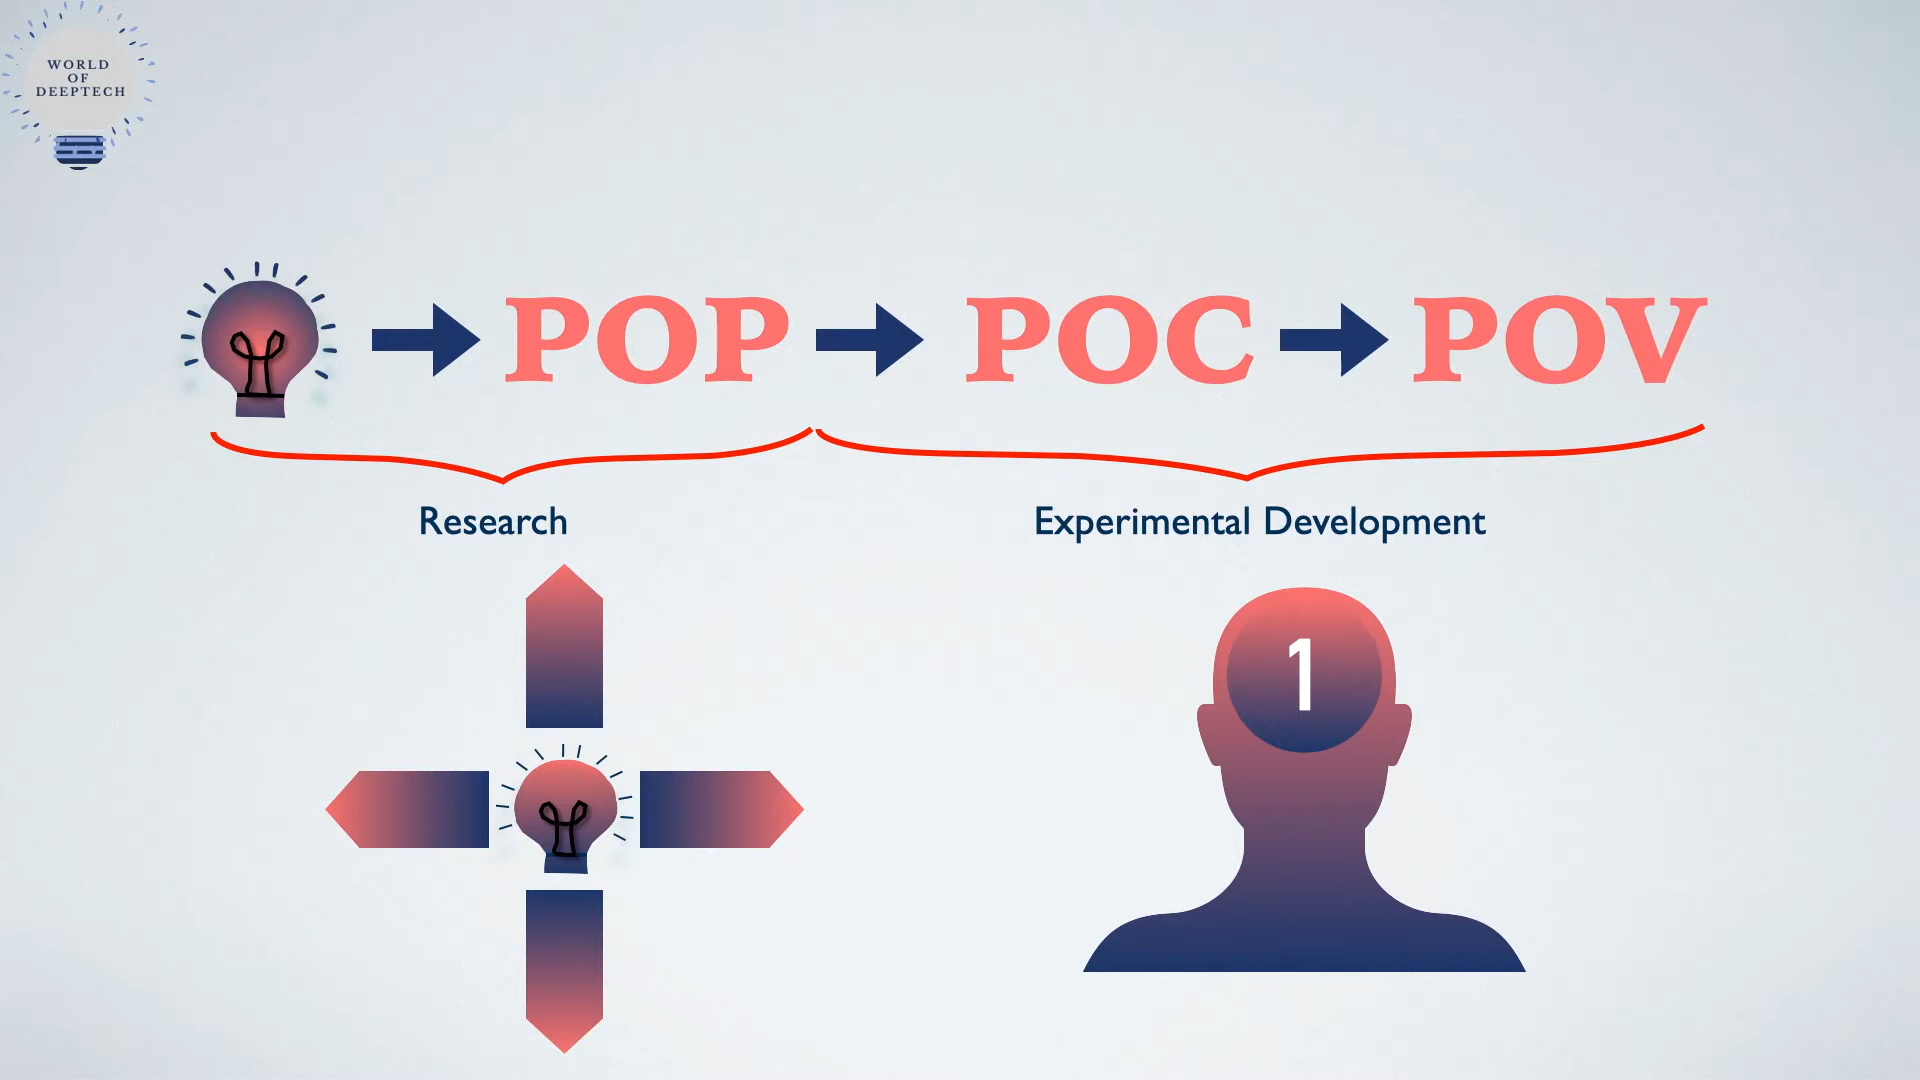 WORLD
OF
DEEPTECH
POP POC POV
Research Experimental Development
1